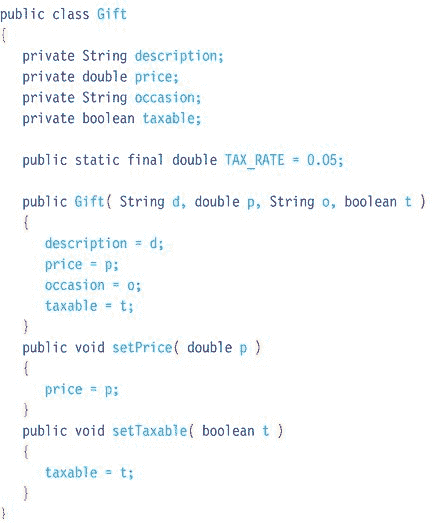 public class Gift
{
private String description;
private double price;
private String occasion;
private boolean taxable;
public static final double TAX_RATE = 0.05;
public Gift( String d, double p, String o, boolean t )
{
description = d;
price = p;
occasion = o;
taxable = t;
}
public void setPrice( double p )
{
price = p;
}
public void setTaxable( boolean t )
{
taxable = t;
}
}